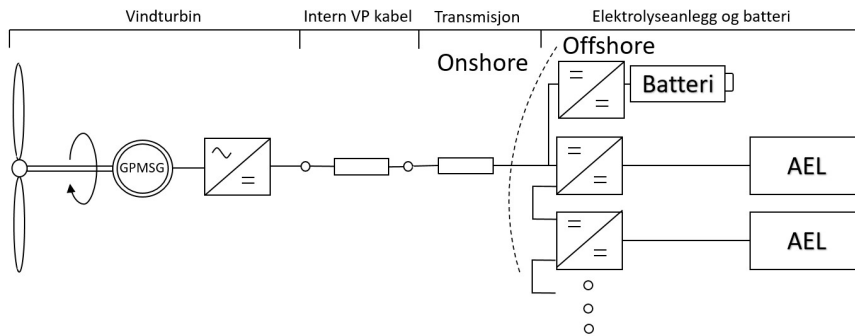 Vindturbin
Intern VP kabel
Transmisjon
Elektrolyseanlegg og batteri
Onshore
Offshore
Batteri
GPMSG
AEL
AEL